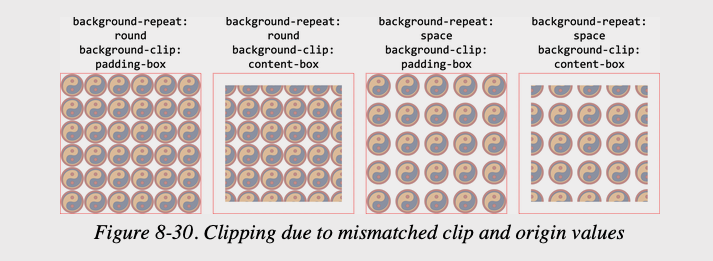 background-repeat:
round
background-clip:
padding-box
background-repeat:
round
background-clip:
content-box
background-repeat:
space
background-clip:
padding-box
background-repeat:
space
background-clip:
content-box
Figure 8-30. Clipping due to mismatched clip and origin values